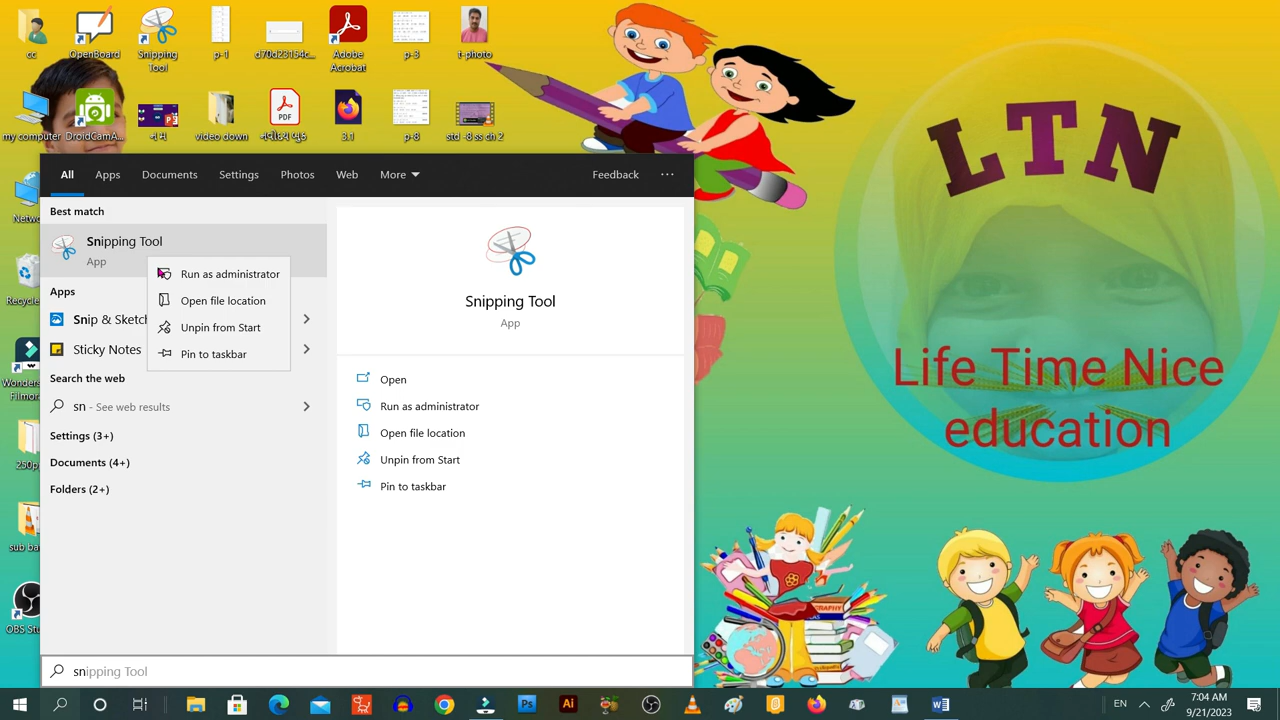 cc
OpenBoard
Snipping
Tool
p-1
d70d23154c...
Adobe
Acrobat
p-3
t-photo
my computer
DroidCamA...
PDF
video down
3.1
p-8
std -8 ss ch 2
LTN
Life Time Nice
education
All
Apps
Documents
Settings
Photos
Web
More
Feedback
Best match
Snipping Tool
App
Run as administrator
Open file location
Unpin from Start
Pin to taskbar
Apps
Snip & Sketch
Sticky Notes
Search the web
sn - See web results
Settings (3+)
Documents (4+)
Folders (2+)
Snipping Tool
App
Open
Run as administrator
Open file location
Unpin from Start
Pin to taskbar
snipping Tool
7:04 AM
9/21/2023